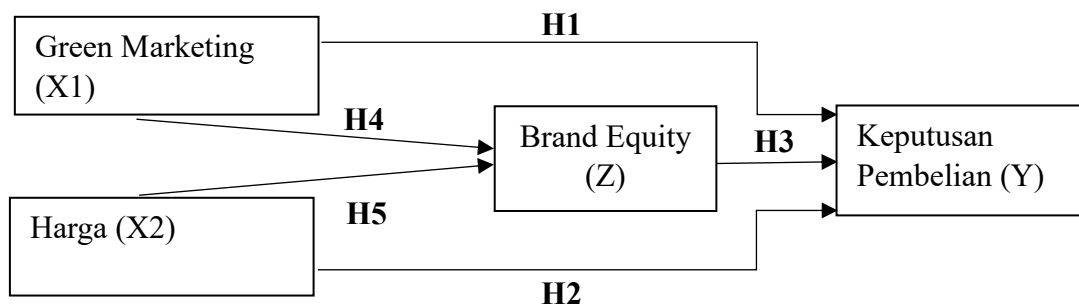 H1
Green Marketing
(X1)
H4
Brand Equity
(Z)
H3
Keputusan
Pembelian (Y)
Harga (X2)
H5
H2